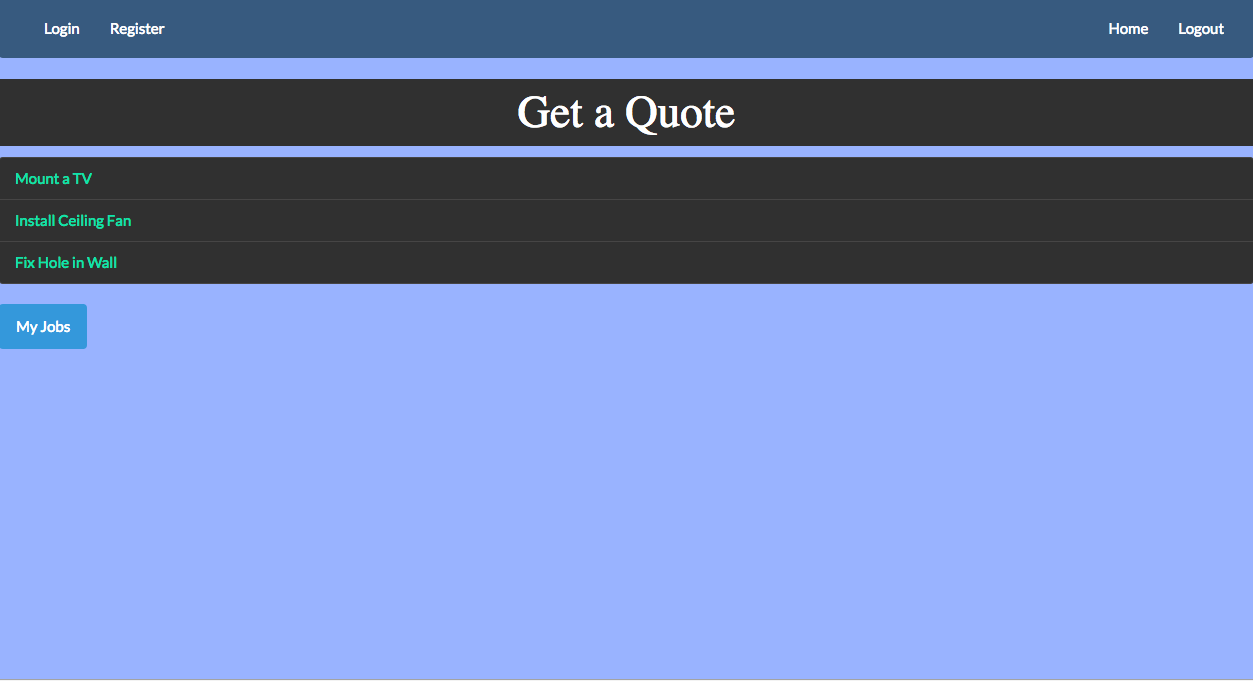 Login Register Home Logout
Get a Quote
Mount a TV
Install Ceiling Fan
Fix Hole in Wall
My Jobs